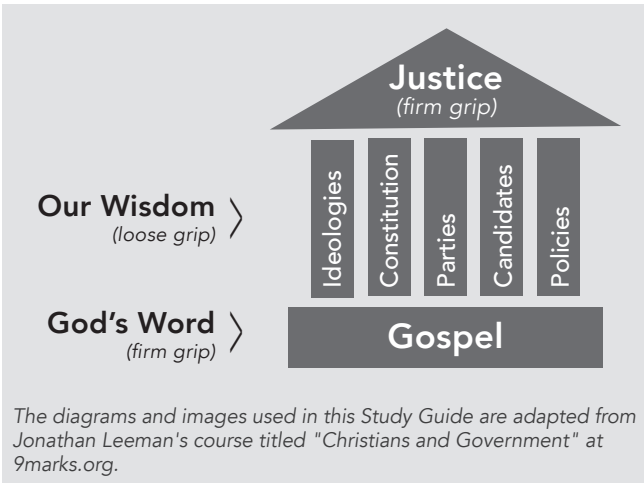 Justice
(firm grip)
Our Wisdom
(loose grip)
Ideologies
Constitution
Parties
Candidates
Policies
God's Word
(firm grip)
Gospel
The diagrams and images used in this Study Guide are adapted from
Jonathan Leeman's course titled "Christians and Government" at
9marks.org.